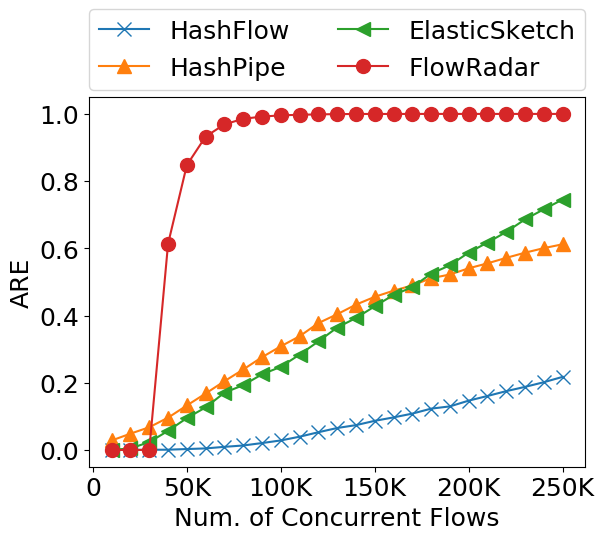 HashFlow
ElasticSketch
HashPipe
FlowRadar
1.0
0.8
0.6
0.4
0.2
0.0
ARE
0
50K
100K
150K
200K
250K
Num. of Concurrent Flows